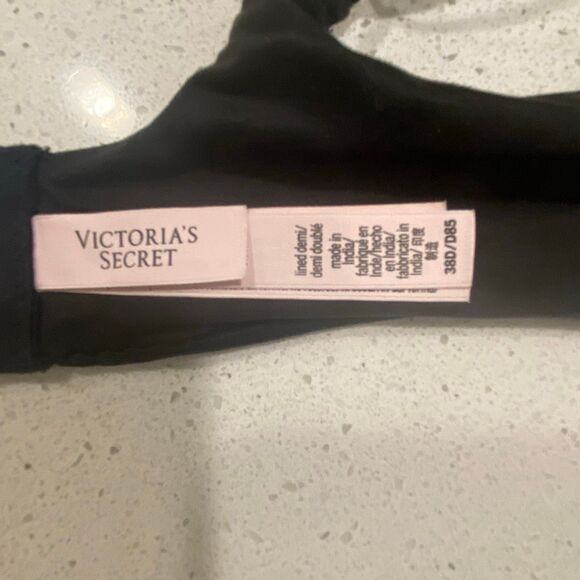 VICTORIA'S
SECRET
lined demi/
demi doublé
made in
India/
fabriqué en
Inde/hecho
en India/
fabricato in
India/ 印度
制造
38D/D85